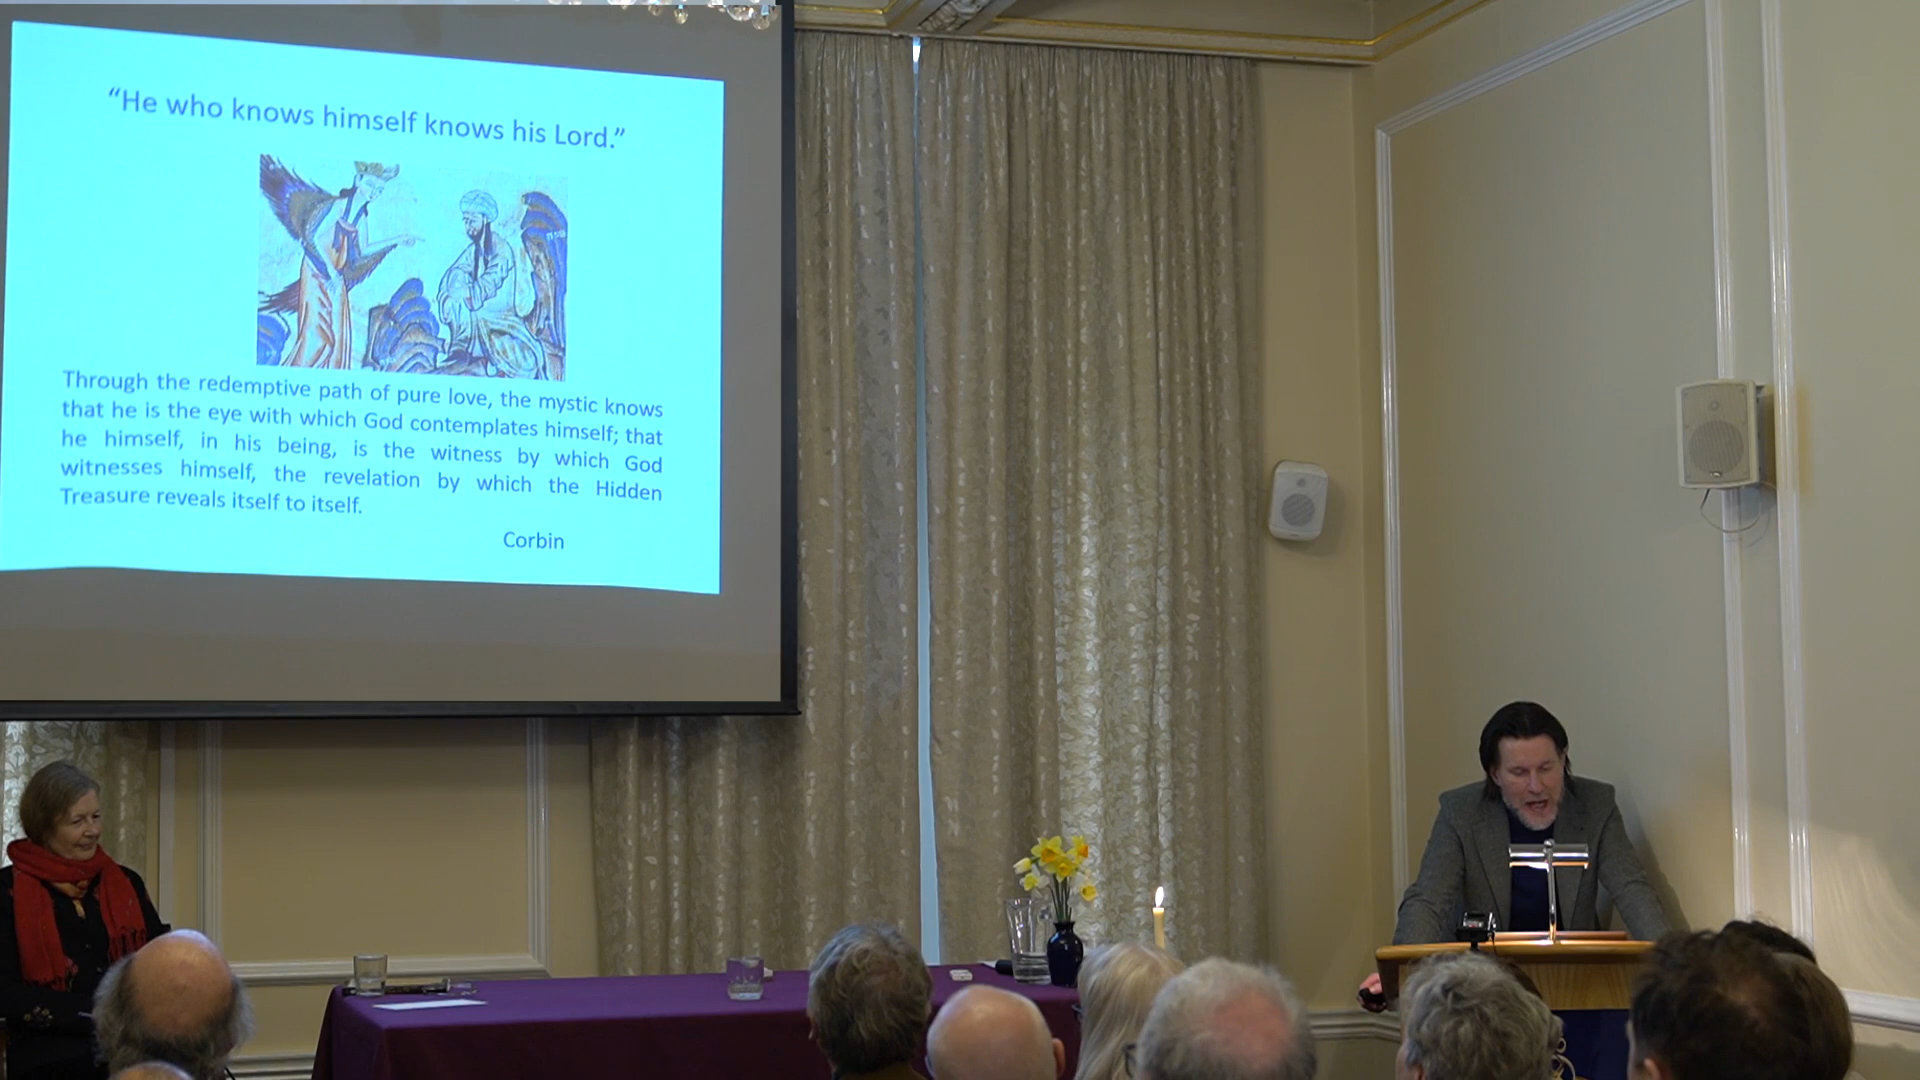 “He who knows himself knows his Lord.”
Through the redemptive path of pure love, the mystic knows
that he is the eye with which God contemplates himself; that
he himself, in his being, is the witness by which God
witnesses himself, the revelation by which the Hidden
Treasure reveals itself to itself.
Corbin